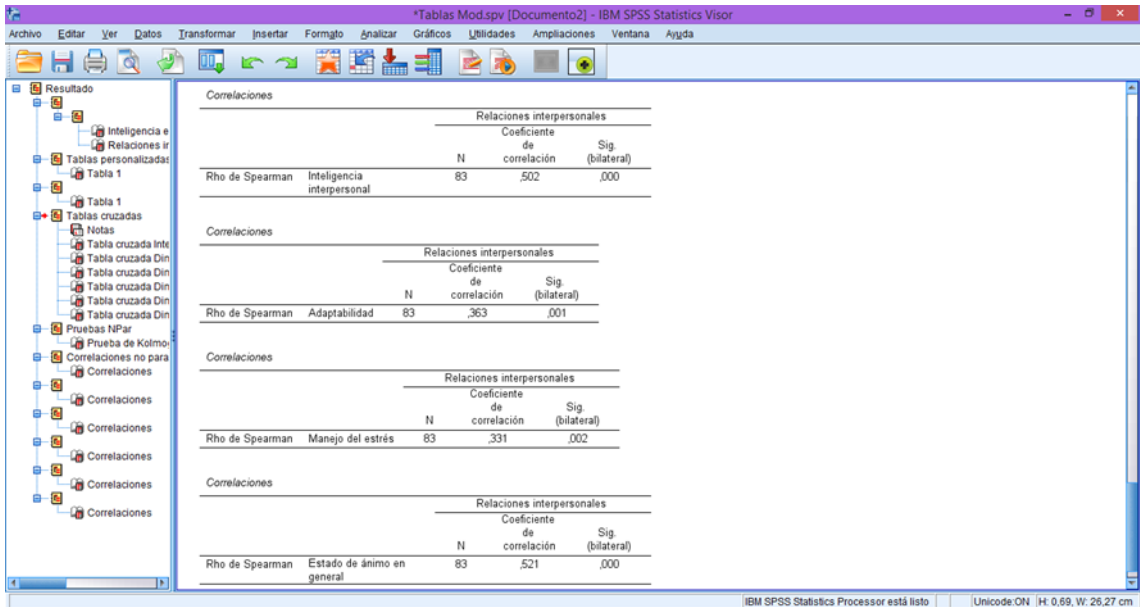 *Tablas Mod.spv [Documento2] - IBM SPSS Statistics Visor
Archivo Editar Ver Datos Transformar Insertar Formato Analizar Gráficos Utilidades Ampliaciones Ventana Ayuda
Resultado
Inteligencia e
Relaciones ir
Tablas personalizadas
Tabla 1
Tabla 1
Tablas cruzadas
Notas
Tabla cruzada Inte
Tabla cruzada Din
Tabla cruzada Din
Tabla cruzada Din
Tabla cruzada Din
Tabla cruzada Din
Pruebas NPar
Prueba de Kolmog
Correlaciones no para
Correlaciones
Correlaciones
Correlaciones
Correlaciones
Correlaciones
Correlaciones
Correlaciones
Relaciones interpersonales
Coeficiente
de
Sig.
N correlación (bilateral)
Rho de Spearman Inteligencia 83 ,502 ,000
interpersonal
Correlaciones
Relaciones interpersonales
Coeficiente
de
Sig.
N correlación (bilateral)
Rho de Spearman Adaptabilidad 83 ,363 ,001
Correlaciones
Relaciones interpersonales
Coeficiente
de
Sig.
N correlación (bilateral)
Rho de Spearman Manejo del estrés 83 ,331 ,002
Correlaciones
Relaciones interpersonales
Coeficiente
de
Sig.
N correlación (bilateral)
Rho de Spearman Estado de ánimo en 83 ,521 ,000
general
IBM SPSS Statistics Processor está listo Unicode:ON H: 0,69, W: 26,27 cm